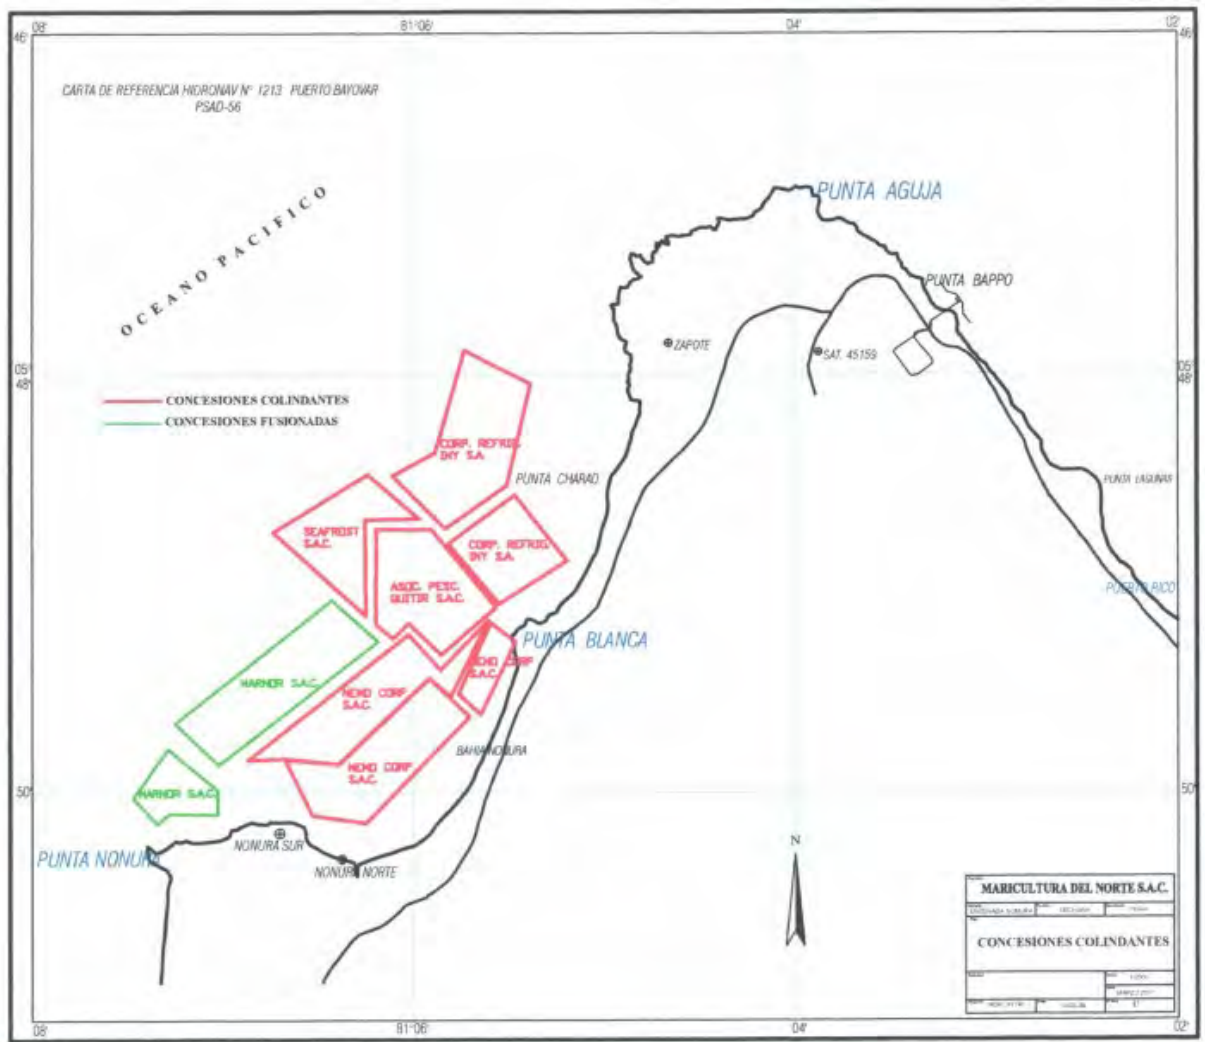 08'
81°06'
04'
02'
46'
46'
CARTA DE REFERENCIA HIDRONAV N° 1213 PUERTO BAYOVAR
PSAD-56
OCEANO PACIFICO
PUNTA AGUJA
PUNTA BAPPO
ZAPOTE
SAT. 45159
05°
48'
05°
48'
CONCESIONES COLINDANTES
CONCESIONES FUSIONADAS
CORP. REFRIG.
INY S.A.
PUNTA CHARAO
PUNTA LAGUNAS
SEAFROST
S.A.C.
CORP. REFRIG.
INY S.A.
ASOC. PESC.
QUITIR S.A.C.
PUERTO RICO
PUNTA BLANCA
NEMO CORP
S.A.C.
MARNOR S.A.C.
NEMO CORP
S.A.C.
BAHIA NONURA
NEMO CORP
S.A.C.
50'
50'
MARNOR S.A.C.
NONURA SUR
PUNTA NONURA
NONURA NORTE
N
MARICULTURA DEL NORTE S.A.C.
ENSENADA NONURA
CONCESIONES COLINDANTES
08'
81°06'
04'
02'